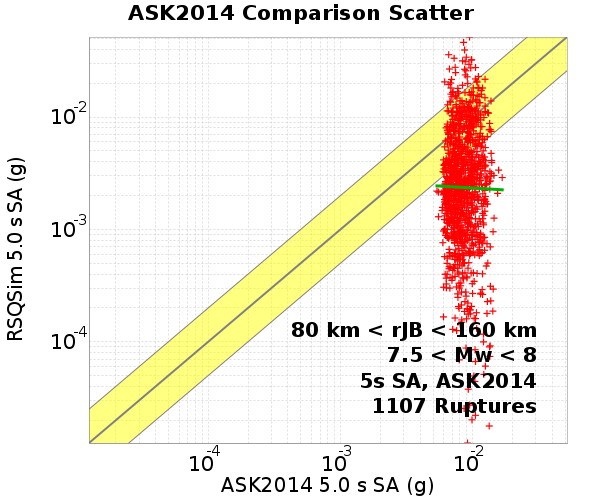 ASK2014 Comparison Scatter
RSQSim 5.0 s SA (g)
10-2
10-3
10-4
80 km < rJB < 160 km
7.5 < Mw < 8
5s SA, ASK2014
1107 Ruptures
10-4 10-3 10-2
ASK2014 5.0 s SA (g)